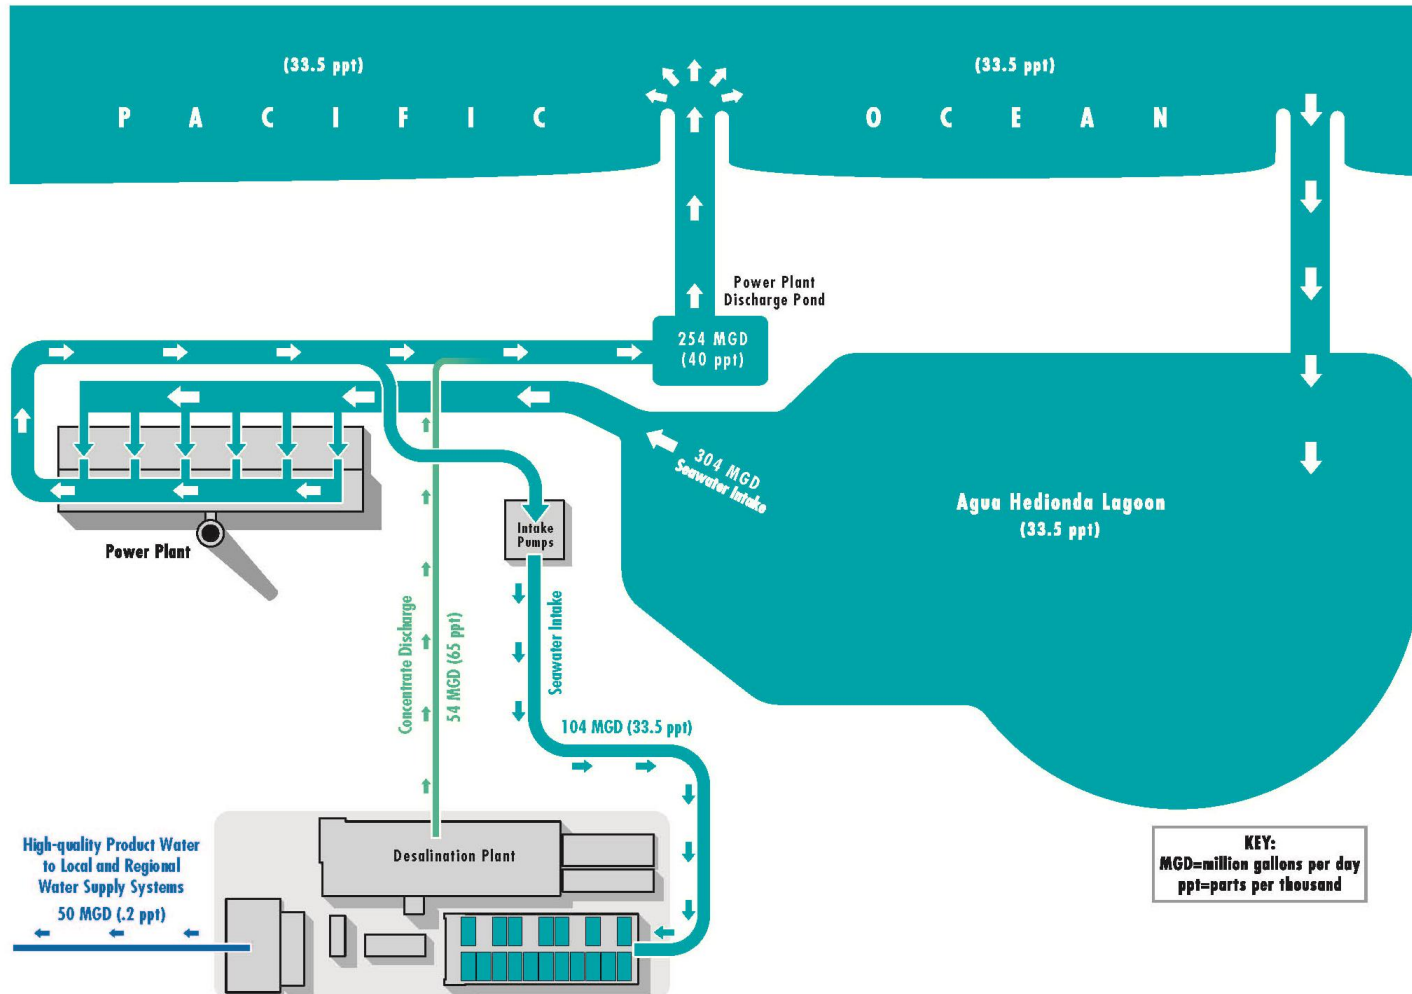 (33.5 ppt)
(33.5 ppt)
PACIFIC
OCEAN
Power Plant
Discharge Pond
254 MGD
(40 ppt)
304 MGD
Seawater Intake
Agua Hedionda Lagoon
(33.5 ppt)
Intake
Pumps
Power Plant
Concentrate Discharge
54 MGD (65 ppt)
Seawater Intake
104 MGD (33.5 ppt)
Desalination Plant
High-quality Product Water
to Local and Regional
Water Supply Systems
50 MGD (.2 ppt)
KEY:
MGD=million gallons per day
ppt=parts per thousand